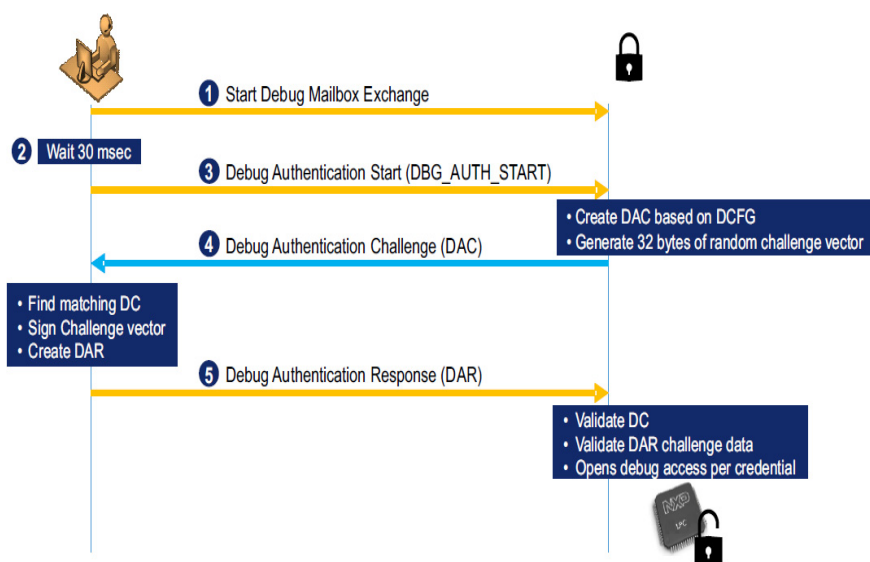 1 Start Debug Mailbox Exchange
2 Wait 30 msec
3 Debug Authentication Start (DBG_AUTH_START)
• Create DAC based on DCFG
• Generate 32 bytes of random challenge vector
4 Debug Authentication Challenge (DAC)
• Find matching DC
• Sign Challenge vector
• Create DAR
5 Debug Authentication Response (DAR)
• Validate DC
• Validate DAR challenge data
• Opens debug access per credential
NXP
LPC